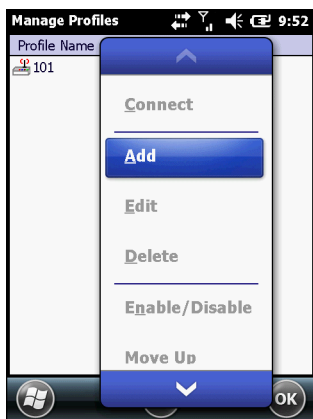 Manage Profiles 9:52
Profile Name
101
Connect
Add
Edit
Delete
Enable/Disable
Move Up
OK